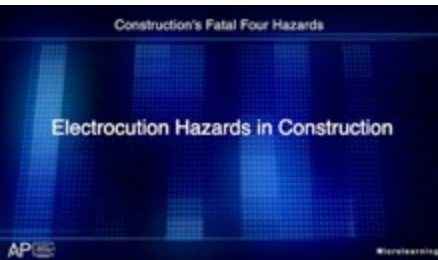 Construction's Fatal Four Hazards
Electrocution Hazards in Construction
AP
Microlearning